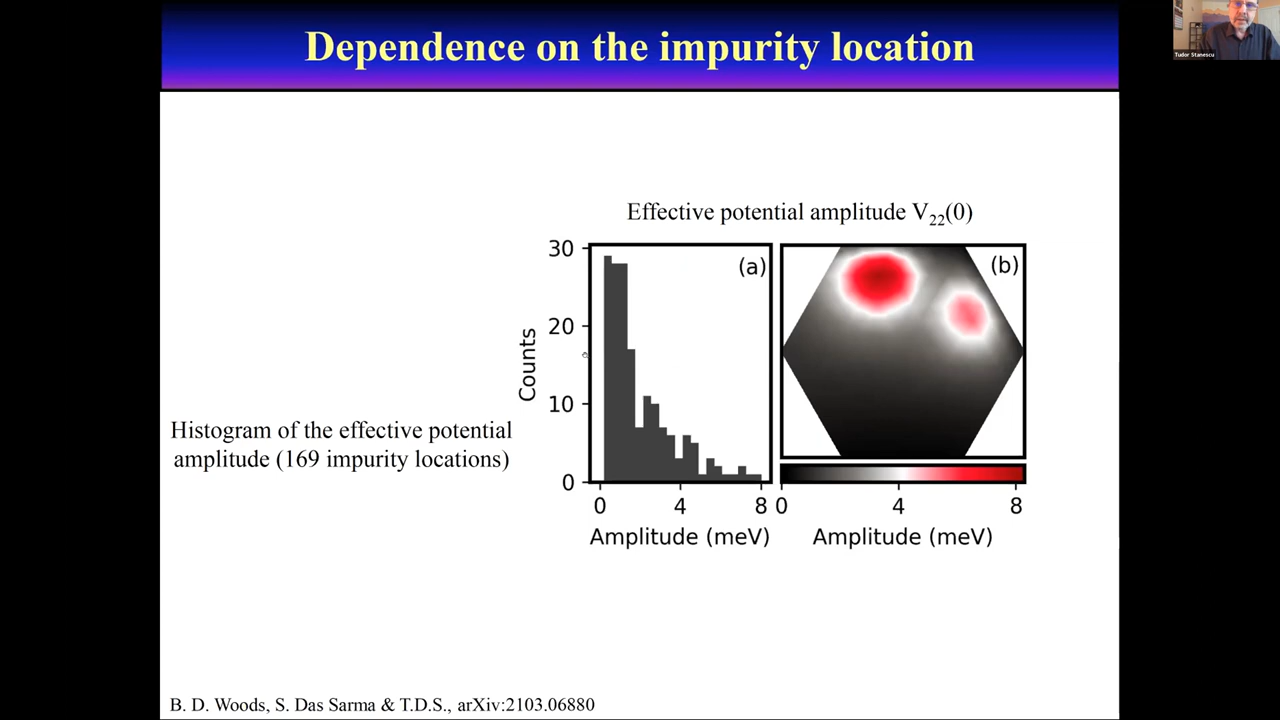 Dependence on the impurity location
Tudor Stanescu
Effective potential amplitude V₂₂(0)
30
20
10
0
Counts
(a)
0 4 8
Amplitude (meV)
(b)
0 4 8
Amplitude (meV)
Histogram of the effective potential
amplitude (169 impurity locations)
B. D. Woods, S. Das Sarma & T.D.S., arXiv:2103.06880